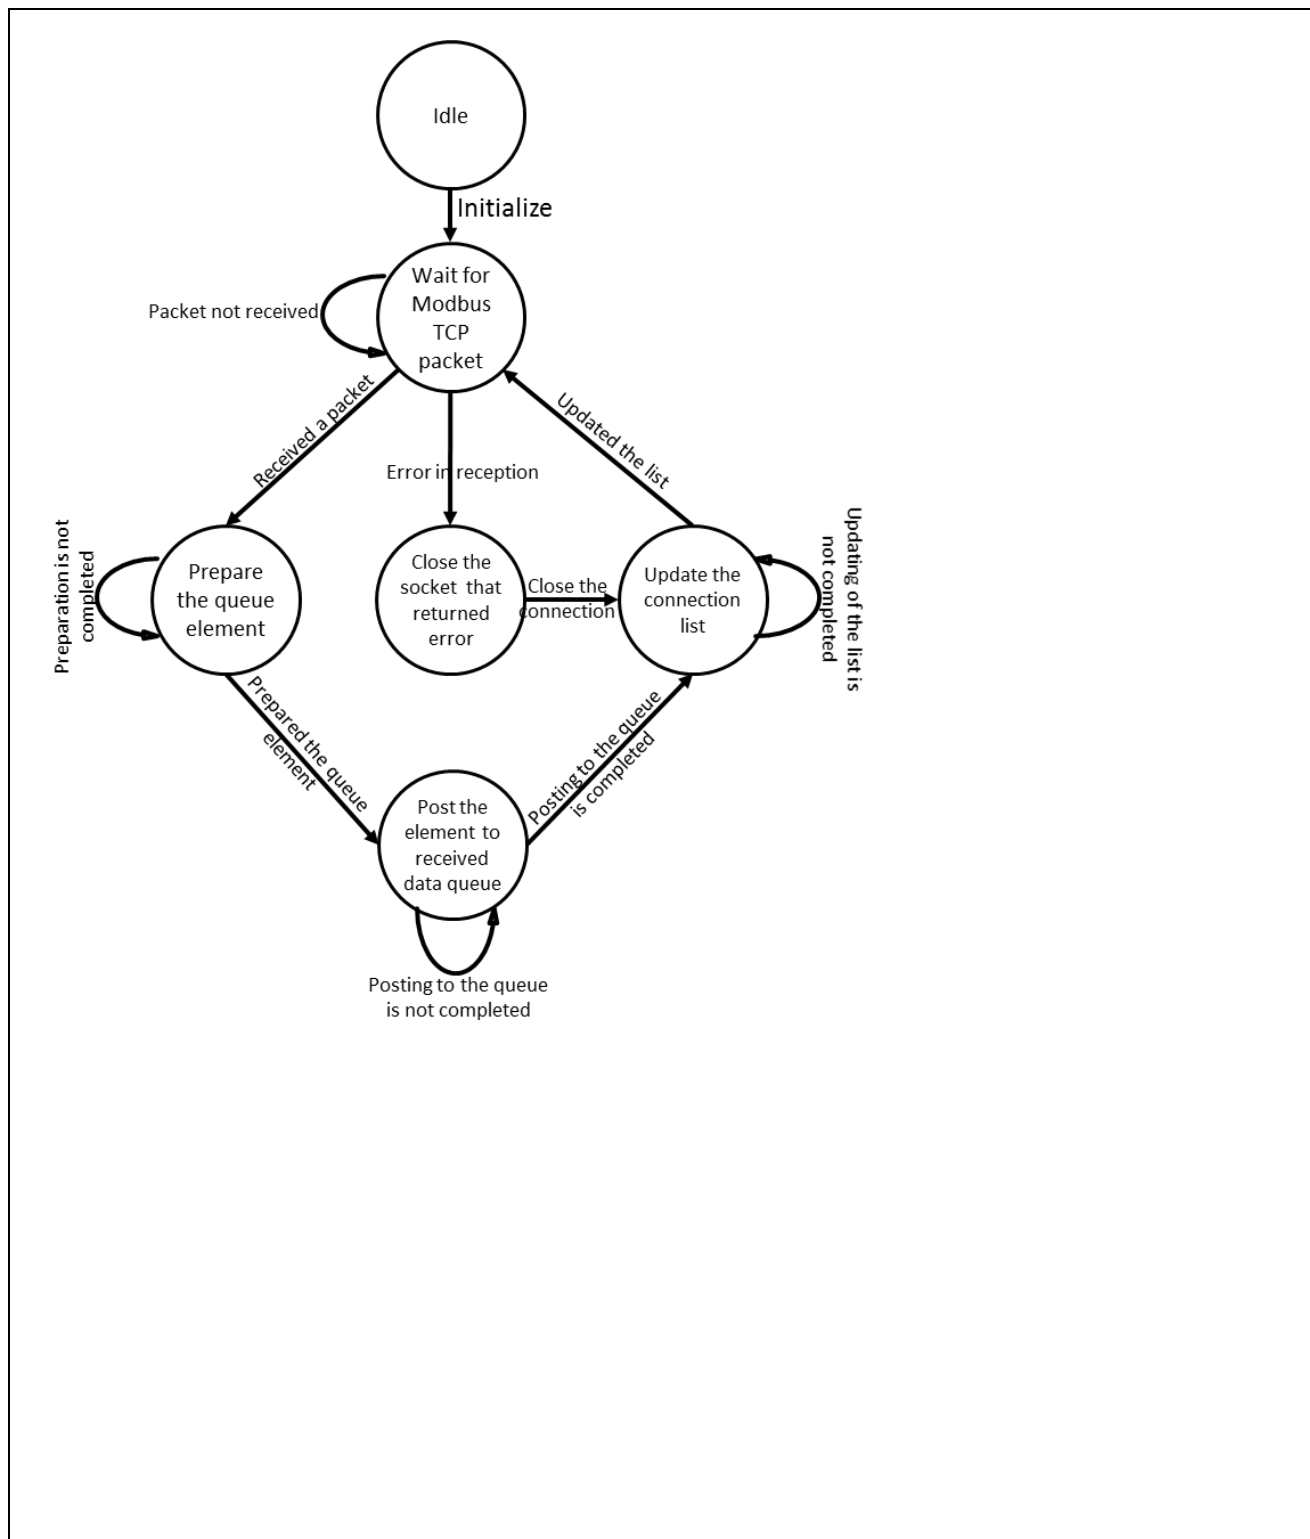 Idle
Initialize
Wait for
Modbus
TCP
packet
Packet not received
Received a packet
Error in reception
Updated the list
Preparation is not
completed
Prepare
the queue
element
Close the
socket that
returned
error
Close the
connection
Update the
connection
list
Updating of the list is
not completed
Prepared the queue
element
Post the
element to
received
data queue
Posting to the queue
is completed
Posting to the queue
is not completed